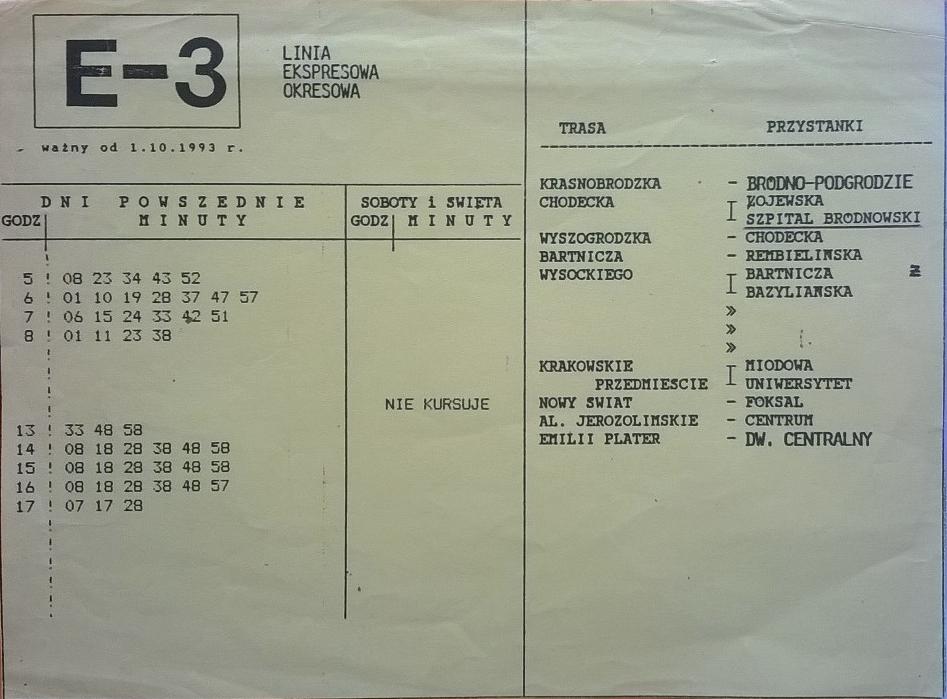 E-3
LINIA
EKSPRESOWA
OKRESOWA
ważny od 1.10.1993 r.
DNI POWSZEDNIE
GODZ MINUTY
5 ! 08 23 34 43 52
6 ! 01 10 19 28 37 47 57
7 ! 06 15 24 33 42 51
8 ! 01 11 23 38
13 ! 33 48 58
14 ! 08 18 28 38 48 58
15 ! 08 18 28 38 48 58
16 ! 08 18 28 38 48 57
17 ! 07 17 28
SOBOTY i SWIĘTA
GODZ MINUTY
NIE KURSUJE
TRASA PRZYSTANKI
KRASNOBRODZKA - BRODNO-PODGRODZIE
CHODECKA KOJEWSKA
SZPITAL BRODNOWSKI
WYSZOGRODZKA - CHODECKA
BARTNICZA - REMBIELIŃSKA
WYSOCKIEGO BARTNICZA
BAZYLIAŃSKA
»
»
»
KRAKOWSKIE MIODOWA
PRZEDMIESCIE UNIWERSYTET
NOWY SWIAT - FOKSAL
AL. JEROZOLIMSKIE - CENTRUM
EMILII PLATER - DW. CENTRALNY